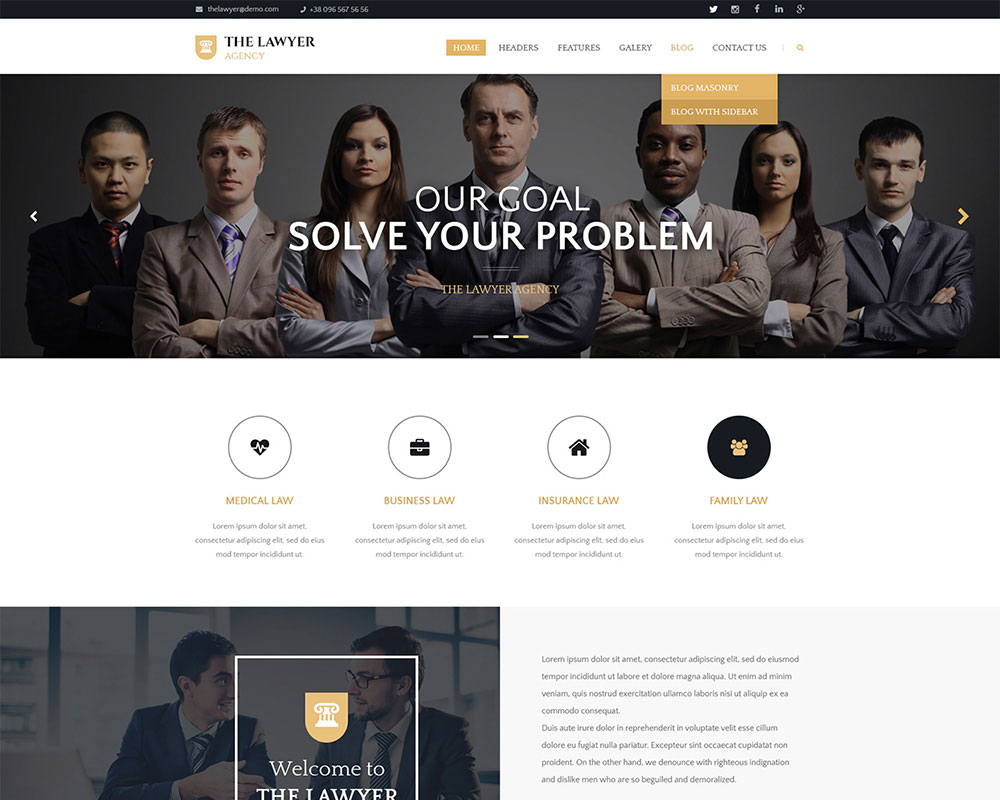 thelawyer@demo.com +38 096 567 56 56
THE LAWYER
AGENCY
HOME HEADERS FEATURES GALERY BLOG CONTACT US
BLOG MASONRY
BLOG WITH SIDEBAR
OUR GOAL
SOLVE YOUR PROBLEM
THE LAWYER AGENCY
MEDICAL LAW
Lorem ipsum dolor sit amet,
consectetur adipiscing elit, sed do eius
mod tempor incididunt ut.
BUSINESS LAW
Lorem ipsum dolor sit amet,
consectetur adipiscing elit, sed do eius
mod tempor incididunt ut.
INSURANCE LAW
Lorem ipsum dolor sit amet,
consectetur adipiscing elit, sed do eius
mod tempor incididunt ut.
FAMILY LAW
Lorem ipsum dolor sit amet,
consectetur adipiscing elit, sed do eius
mod tempor incididunt ut.
Welcome to
THE LAWYER
Lorem ipsum dolor sit amet, consectetur adipiscing elit, sed do eiusmod
tempor incididunt ut labore et dolore magna aliqua. Ut enim ad minim
veniam, quis nostrud exercitation ullamco laboris nisi ut aliquip ex ea
commodo consequat.
Duis aute irure dolor in reprehenderit in voluptate velit esse cillum
dolore eu fugiat nulla pariatur. Excepteur sint occaecat cupidatat non
proident. On the other hand, we denounce with righteous indignation
and dislike men who are so beguiled and demoralized.